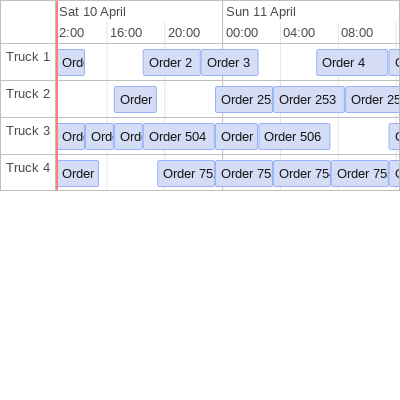 Sat 10 April Sun 11 April
2:00 16:00 20:00 00:00 04:00 08:00
Truck 1 Ord Order 2 Order 3 Order 4
Truck 2 Order Order 25 Order 253 Order 25
Truck 3 Ord Ord Ord Order 504 Order Order 506
Truck 4 Order Order 75 Order 75 Order 75 Order 75